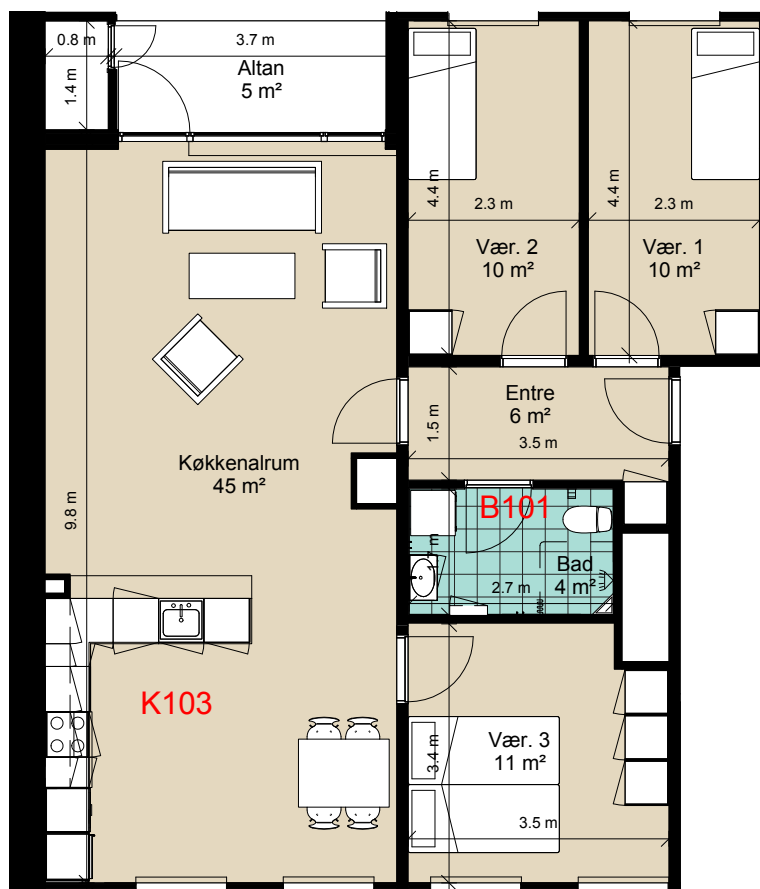 0.8 m
3.7 m
Altan
5 m²
1.4 m
4.4 m
2.3 m
Vær. 2
10 m²
4.4 m
2.3 m
Vær. 1
10 m²
Entre
6 m²
1.5 m
3.5 m
Køkkenalrum
45 m²
9.8 m
B101
Bad
4 m²
2.7 m
K103
Vær. 3
11 m²
3.4 m
3.5 m